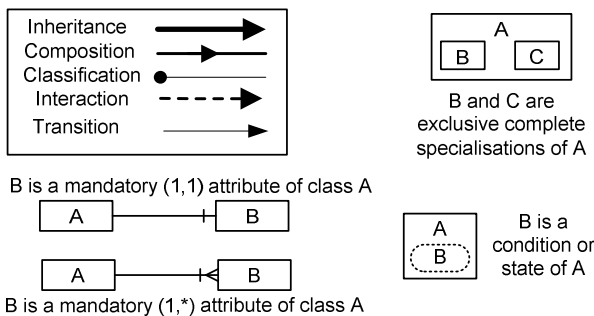 Inheritance
Composition
Classification
Interaction
Transition
A
B
C
B and C are
exclusive complete
specialisations of A
B is a mandatory (1,1) attribute of class A
A
B
A
B
B is a mandatory (1,*) attribute of class A
A
B
B is a
condition or
state of A